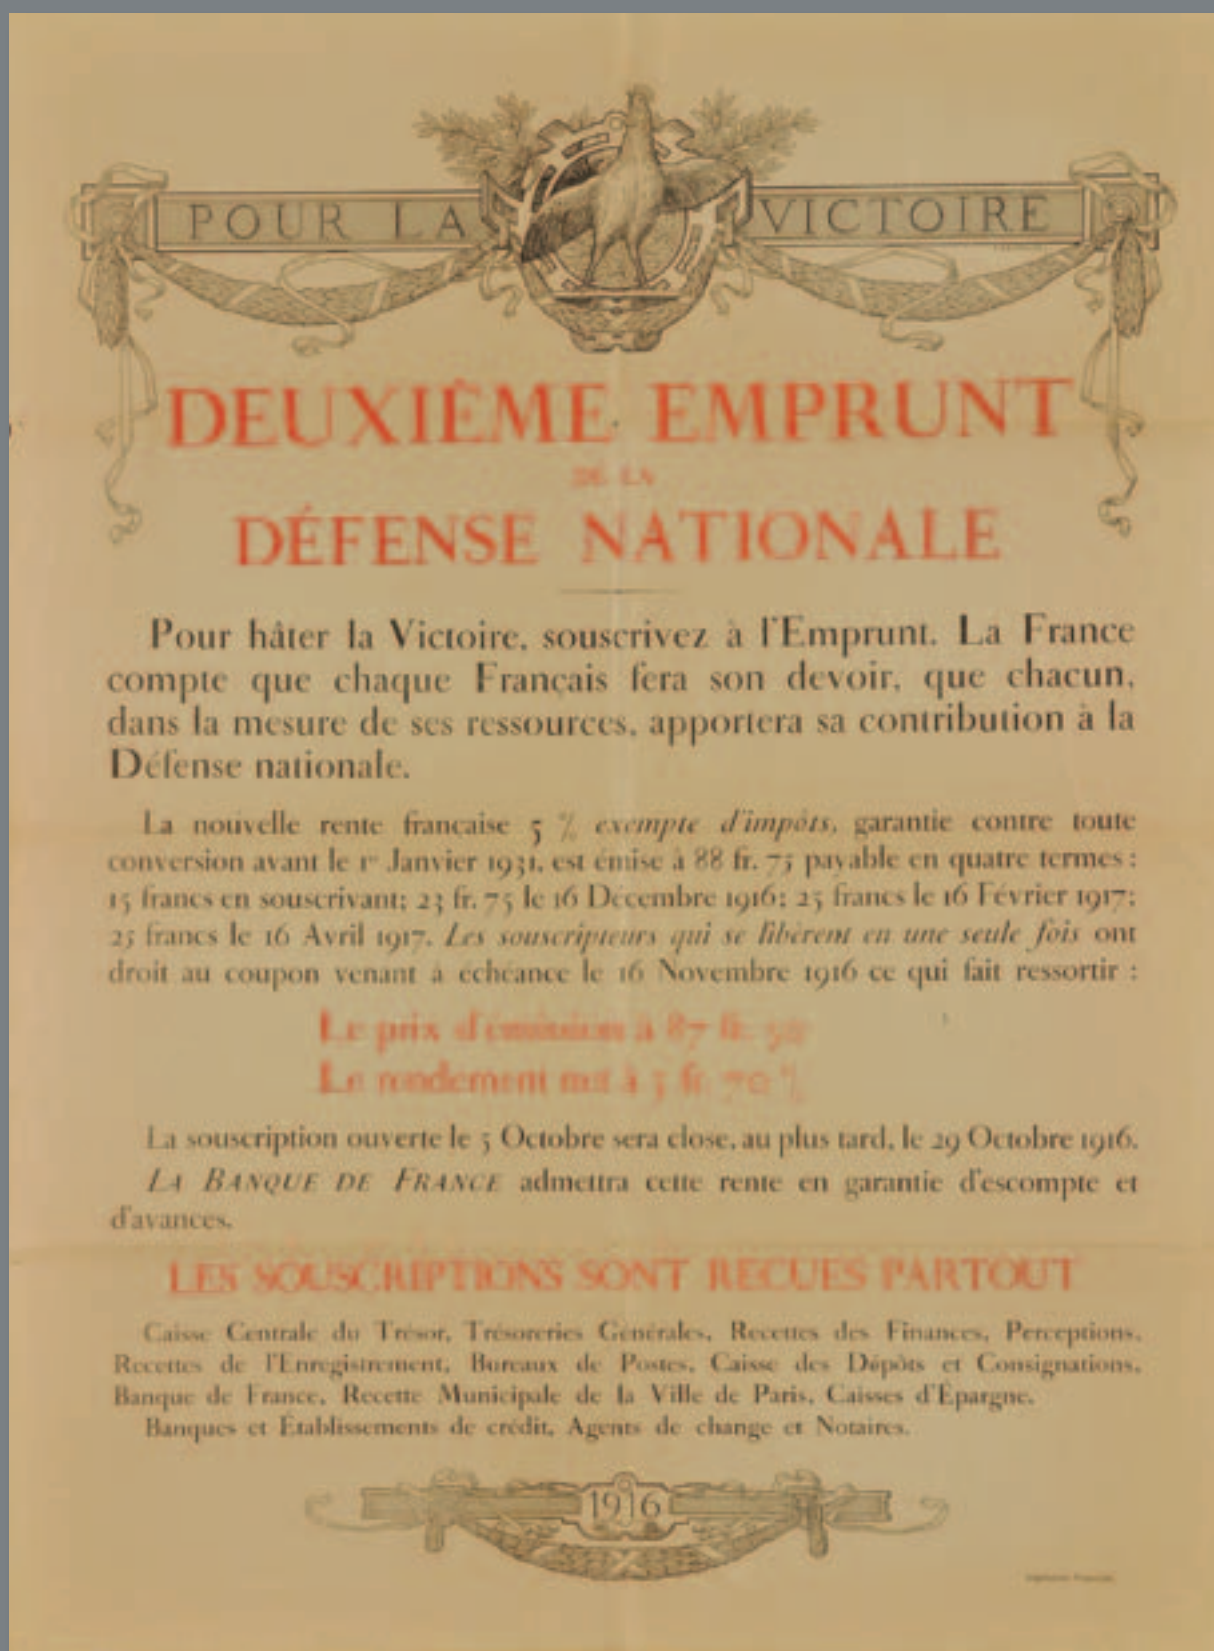 POUR LA VICTOIRE
DEUXIÈME EMPRUNT
DE LA
DÉFENSE NATIONALE
Pour hâter la Victoire, souscrivez à l'Emprunt. La France
compte que chaque Français fera son devoir, que chacun,
dans la mesure de ses ressources, apportera sa contribution à la
Défense nationale.
La nouvelle rente française 5 % exempte d'impôts, garantie contre toute
conversion avant le 1er Janvier 1931, est émise à 88 fr. 75 payable en quatre termes :
15 francs en souscrivant; 23 fr. 75 le 16 Décembre 1916; 25 francs le 16 Février 1917;
25 francs le 16 Avril 1917. Les souscripteurs qui se libèrent en une seule fois ont
droit au coupon venant à échéance le 16 Novembre 1916 ce qui fait ressortir :
Le prix d'émission à 87 fr. 50
Le rendement net à 5 fr. 70 %
La souscription ouverte le 5 Octobre sera close, au plus tard, le 29 Octobre 1916.
LA BANQUE DE FRANCE admettra cette rente en garantie d'escompte et
d'avances.
LES SOUSCRIPTIONS SONT REÇUES PARTOUT
Caisse Centrale du Trésor, Trésoreries Générales, Recettes des Finances, Perceptions,
Recettes de l'Enregistrement, Bureaux de Postes, Caisse des Dépôts et Consignations,
Banque de France, Recette Municipale de la Ville de Paris, Caisses d'Épargne,
Banques et Établissements de crédit, Agents de change et Notaires.
1916